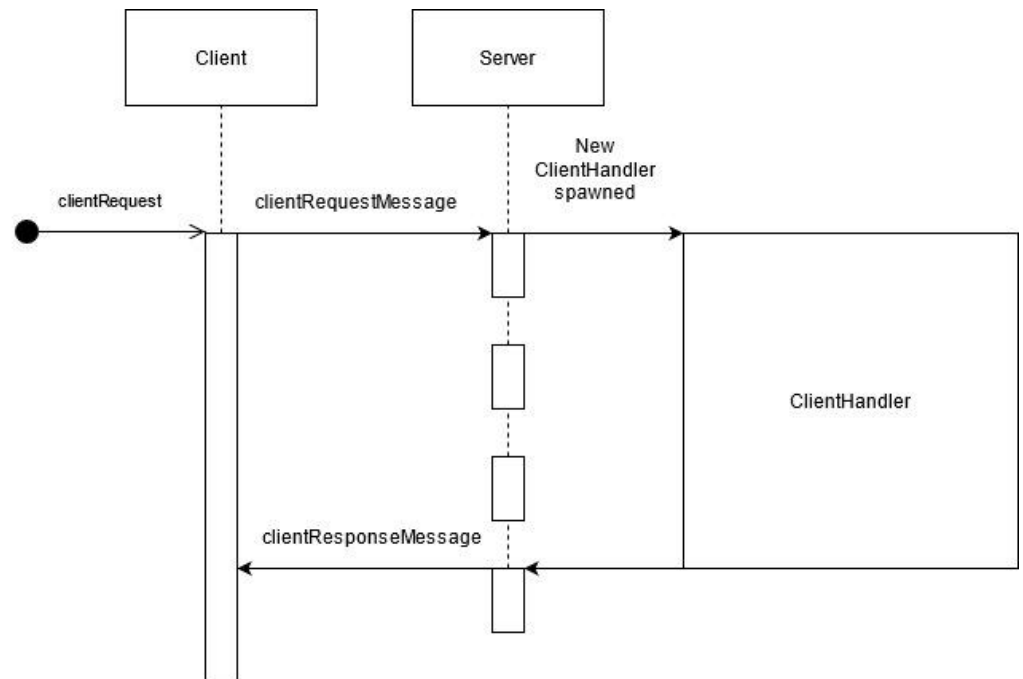 Client
Server
New
ClientHandler
spawned
clientRequest
clientRequestMessage
ClientHandler
clientResponseMessage